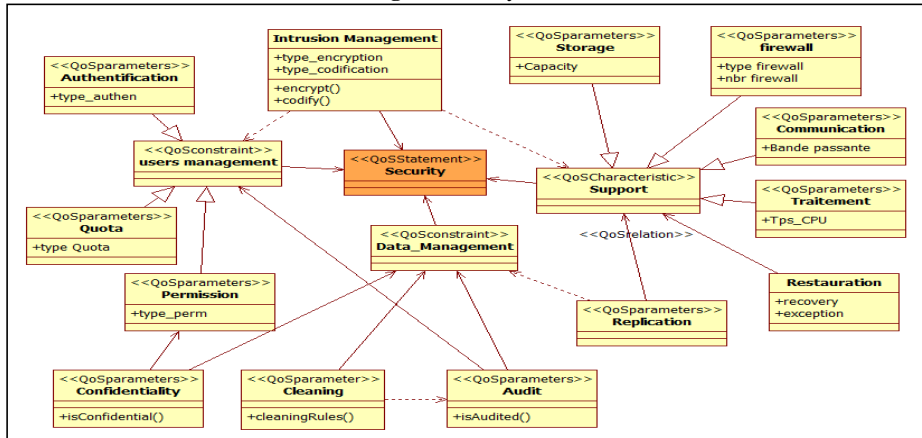 <<QoSparameters>>
Authentification
+type_authen
Intrusion Management
+type_encryption
+type_codification
+encrypt()
+codify()
<<QoSparameters>>
Storage
+Capacity
<<QoSparameters>>
firewall
+type firewall
+nbr firewall
<<QoSparameters>>
Communication
+Bande passante
<<QoSconstraint>>
users management
<<QoSStatement>>
Security
<<QoSCharacteristic>>
Support
<<QoSparameters>>
Traitement
+Tps_CPU
<<QoSparameters>>
Quota
+type Quota
<<QoSconstraint>>
Data_Management
<<QoSrelation>>
<<QoSparameters>>
Permission
+type_perm
<<QoSparameters>>
Replication
Restauration
+recovery
+exception
<<QoSparameters>>
Confidentiality
+isConfidential()
<<QoSparameter>>
Cleaning
+cleaningRules()
<<QoSparameters>>
Audit
+isAudited()